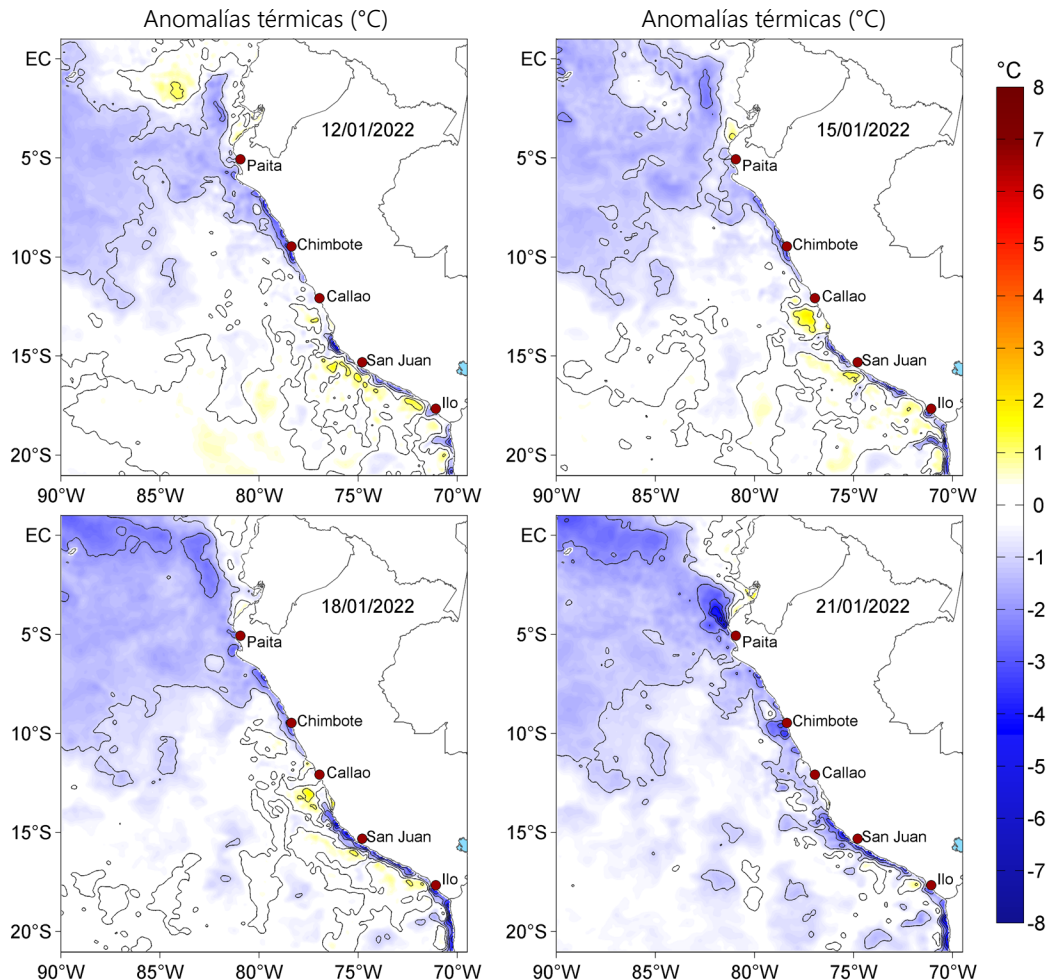 Anomalías térmicas (°C)
Anomalías térmicas (°C)
EC
5°S
10°S
15°S
20°S
12/01/2022
Paita
Chimbote
Callao
San Juan
Ilo
90°W
85°W
80°W
75°W
70°W
EC
5°S
10°S
15°S
20°S
15/01/2022
Paita
Chimbote
Callao
San Juan
Ilo
90°W
85°W
80°W
75°W
70°W
EC
5°S
10°S
15°S
20°S
18/01/2022
Paita
Chimbote
Callao
San Juan
Ilo
90°W
85°W
80°W
75°W
70°W
EC
5°S
10°S
15°S
20°S
21/01/2022
Paita
Chimbote
Callao
San Juan
Ilo
90°W
85°W
80°W
75°W
70°W
°C
8
7
6
5
4
3
2
1
0
-1
-2
-3
-4
-5
-6
-7
-8